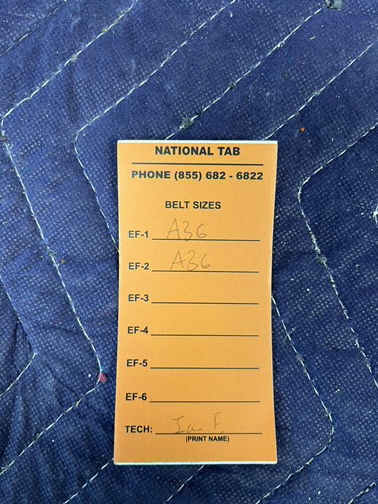 NATIONAL TAB
PHONE (855) 682 - 6822
BELT SIZES
EF-1 A36
EF-2 A36
EF-3
EF-4
EF-5
EF-6
TECH: Ian F.
(PRINT NAME)